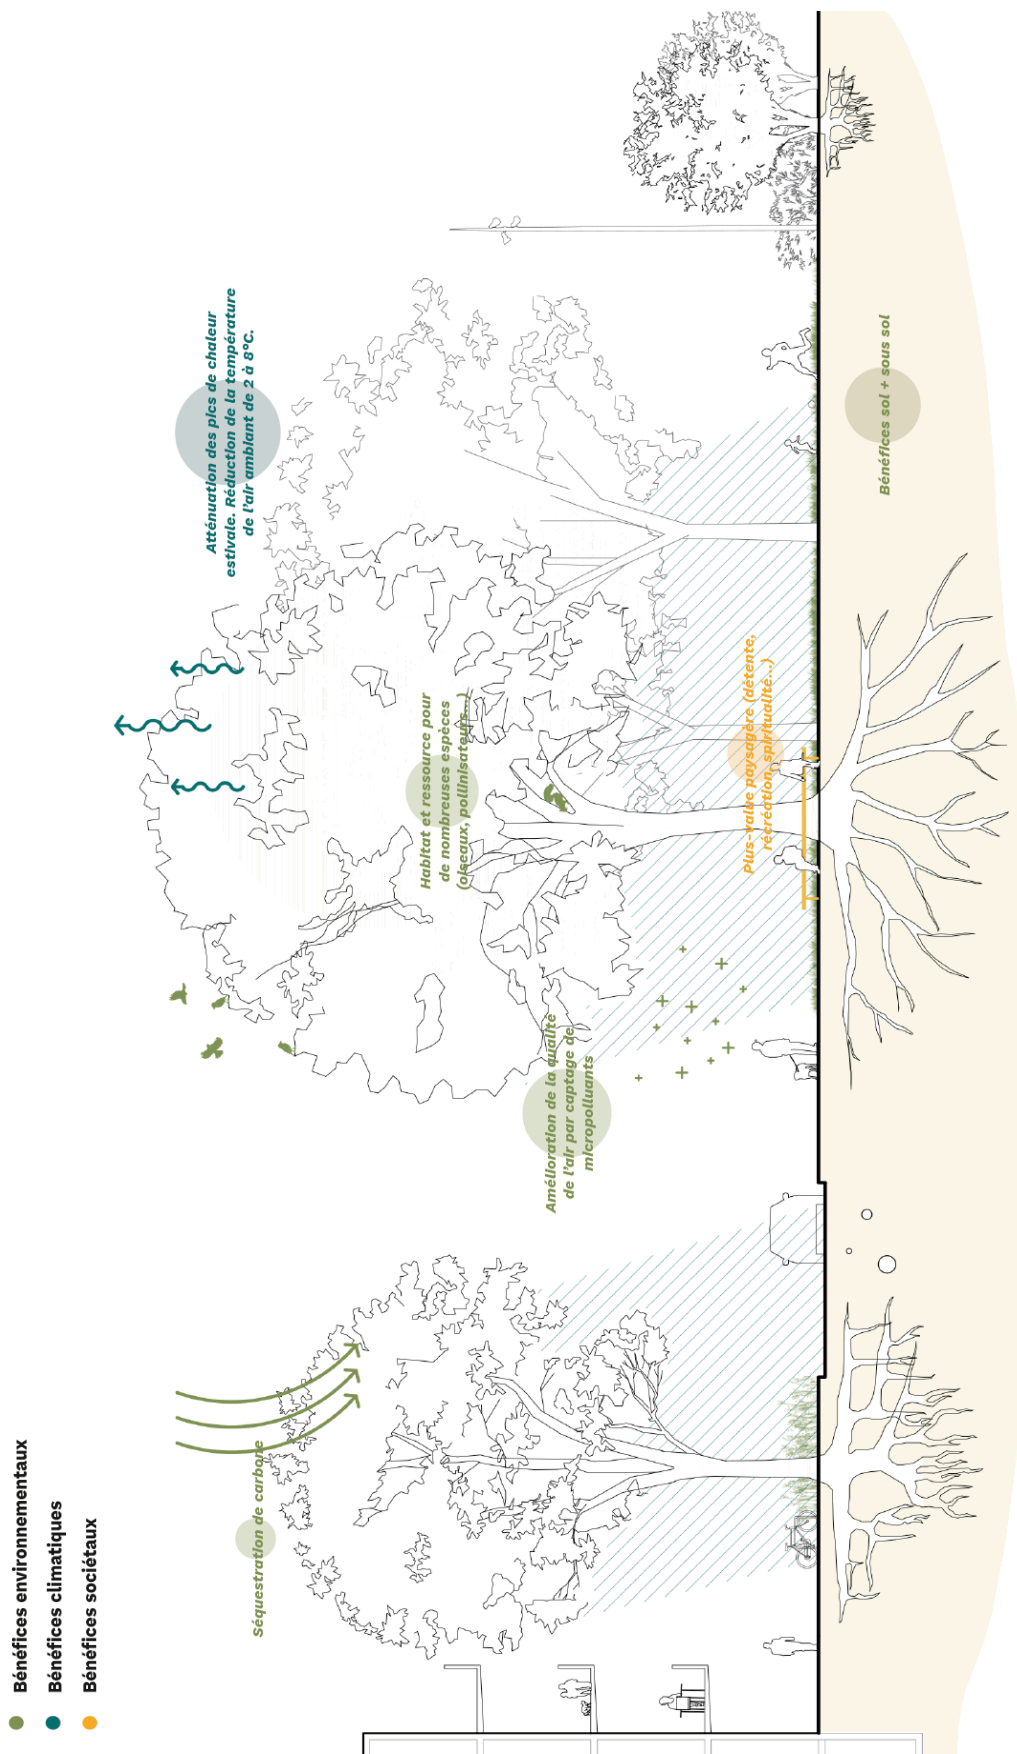 Bénéfices environnementaux
Bénéfices climatiques
Bénéfices sociétaux
Séquestration de carbone
Amélioration de la qualité
de l'air par captage de
micropolluants
Habitat et ressource pour
de nombreuses espèces
(oiseaux, pollinisateurs...)
Atténuation des pics de chaleur
estivale. Réduction de la température
de l'air ambiant de 2 à 8°C.
Plus-value paysagère (détente,
récréation, spiritualité...)
Bénéfices sol + sous sol